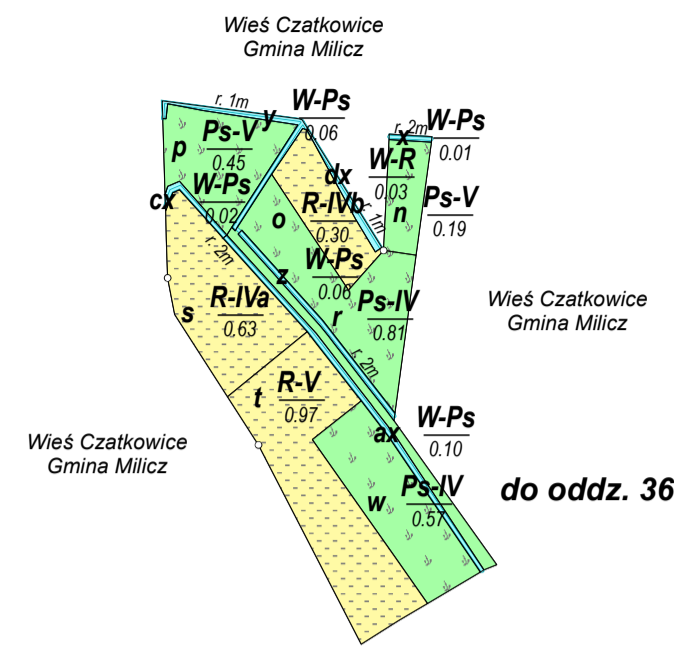 Wieś Czatkowice
Gmina Milicz
r. 1m
y
W-Ps
0.06
r. 2m
x
W-Ps
0.01
p
Ps-V
0.45
W-R
0.03
dx
cx
W-Ps
0.02
n
Ps-V
0.19
o
R-IVb
0.30
r. 1m
r. 2m
z
W-Ps
0.06
s
R-IVa
0.63
r
Ps-IV
0.81
Wieś Czatkowice
Gmina Milicz
r. 2m
t
R-V
0.97
ax
W-Ps
0.10
Wieś Czatkowice
Gmina Milicz
w
Ps-IV
0.57
do oddz. 36